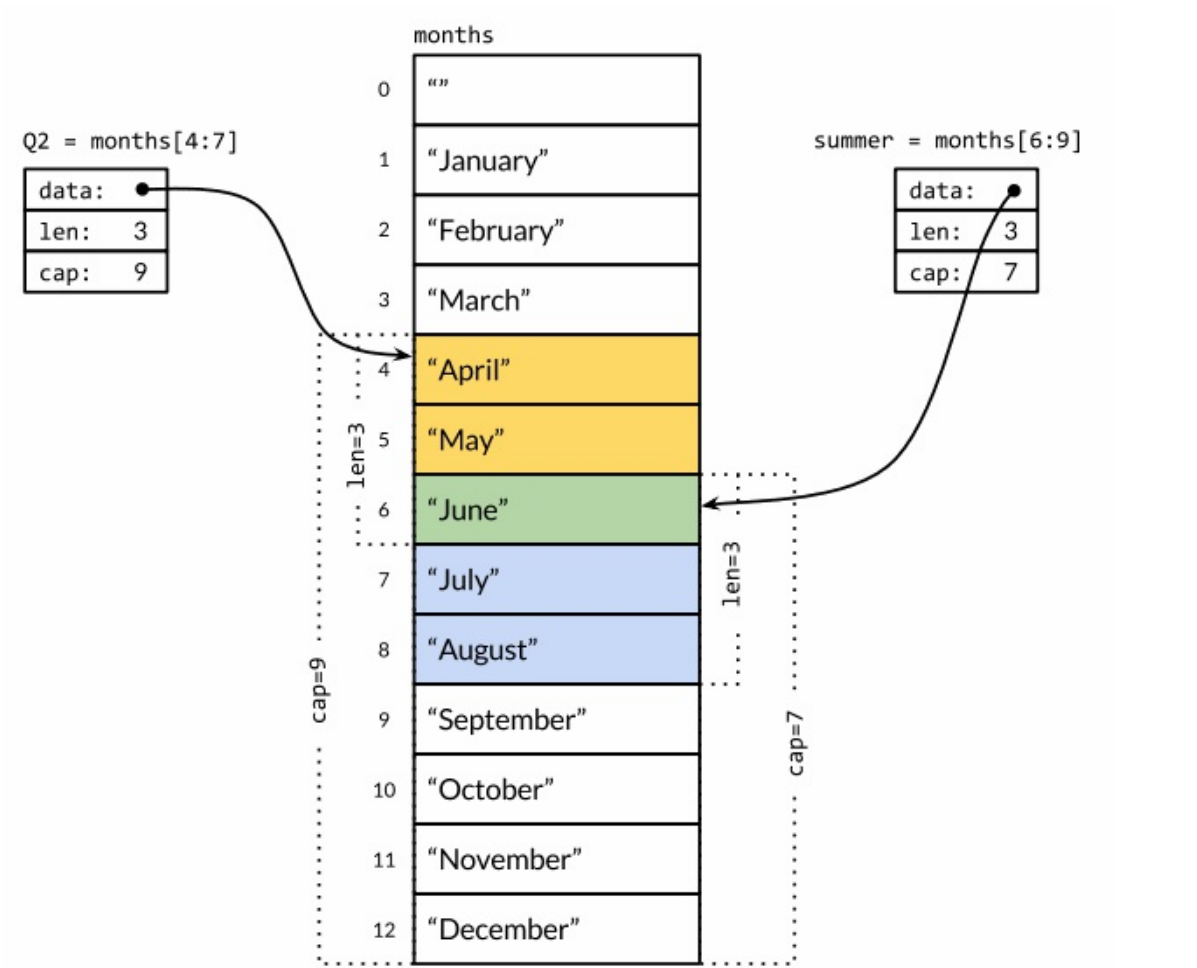 months
0 “”
1 “January”
2 “February”
3 “March”
4 “April”
5 “May”
6 “June”
7 “July”
8 “August”
9 “September”
10 “October”
11 “November”
12 “December”
Q2 = months[4:7]
data:
len: 3
cap: 9
len=3
cap=9
summer = months[6:9]
data:
len: 3
cap: 7
len=3
cap=7